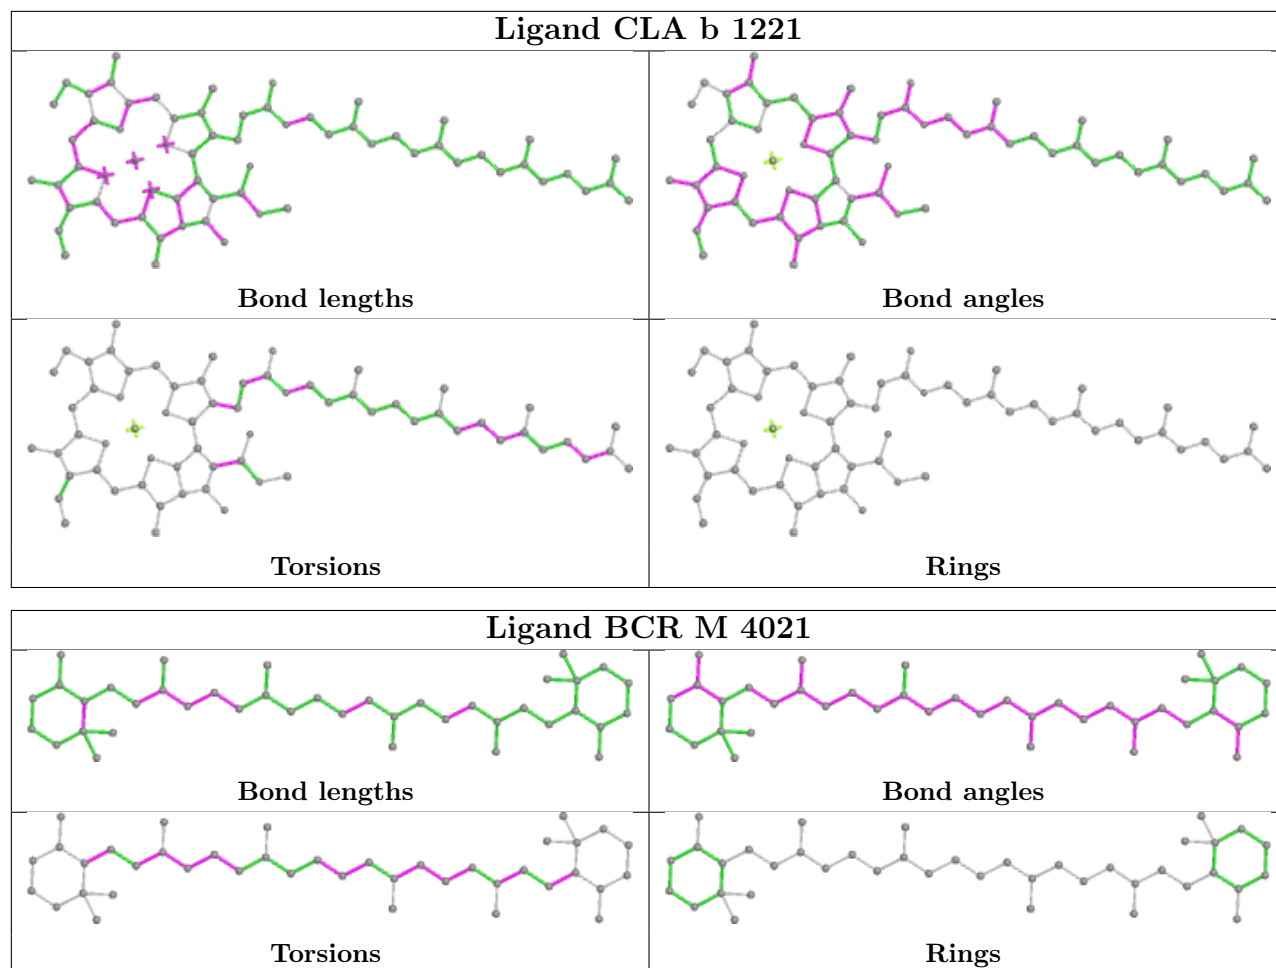 Ligand CLA b 1221
Bond lengths
Bond angles
Torsions
Rings
Ligand BCR M 4021
Bond lengths
Bond angles
Torsions
Rings